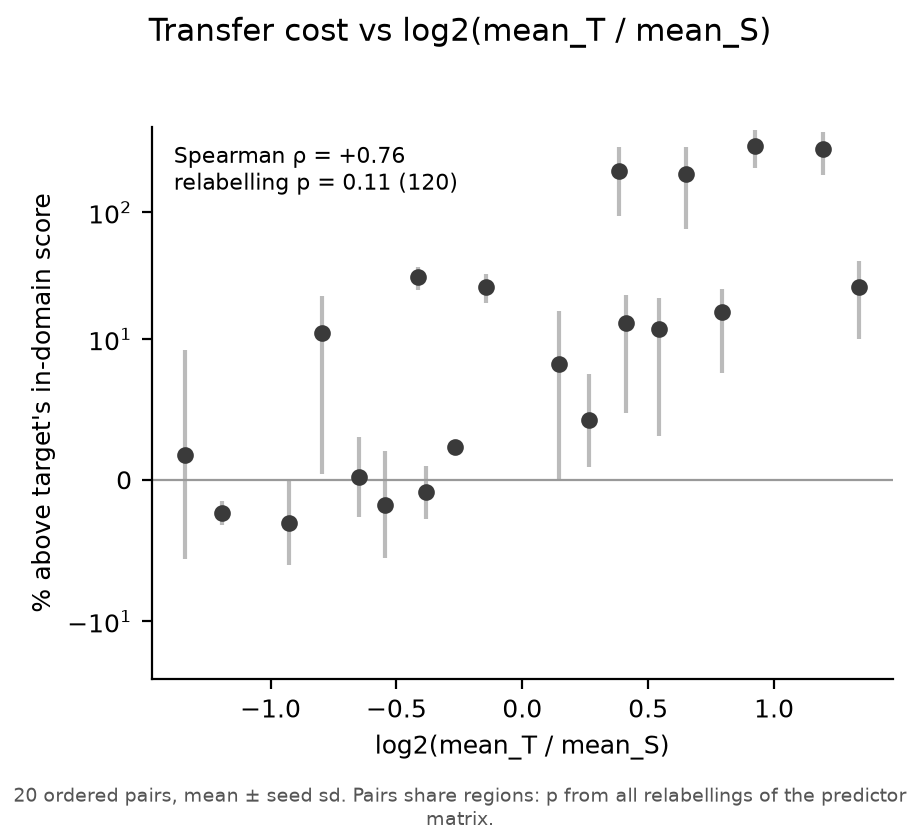 Transfer cost vs log2(mean_T / mean_S)
Spearman ρ = +0.76
relabelling p = 0.11 (120)
% above target's in-domain score
10²
10¹
0
−10¹
−1.0
−0.5
0.0
0.5
1.0
log2(mean_T / mean_S)
20 ordered pairs, mean ± seed sd. Pairs share regions: p from all relabellings of the predictor
matrix.